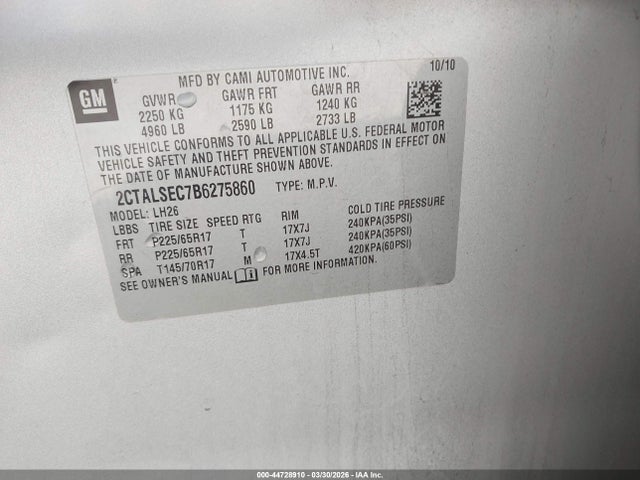 GM
MFD BY CAMI AUTOMOTIVE INC.
10/10
GVWR GAWR FRT GAWR RR
2250 KG 1175 KG 1240 KG
4960 LB 2590 LB 2733 LB
THIS VEHICLE CONFORMS TO ALL APPLICABLE U.S. FEDERAL MOTOR
VEHICLE SAFETY AND THEFT PREVENTION STANDARDS IN EFFECT ON
THE DATE OF MANUFACTURE SHOWN ABOVE.
2CTALSEC7B6275860 TYPE: M.P.V.
MODEL: LH26
LBBS TIRE SIZE SPEED RTG RIM COLD TIRE PRESSURE
FRT P225/65R17 T 17X7J 240KPA(35PSI)
RR P225/65R17 T 17X7J 240KPA(35PSI)
SPA T145/70R17 M 17X4.5T 420KPA(60PSI)
SEE OWNER'S MANUAL FOR MORE INFORMATION.
000-44728910 - 03/30/2026 - IAA Inc.